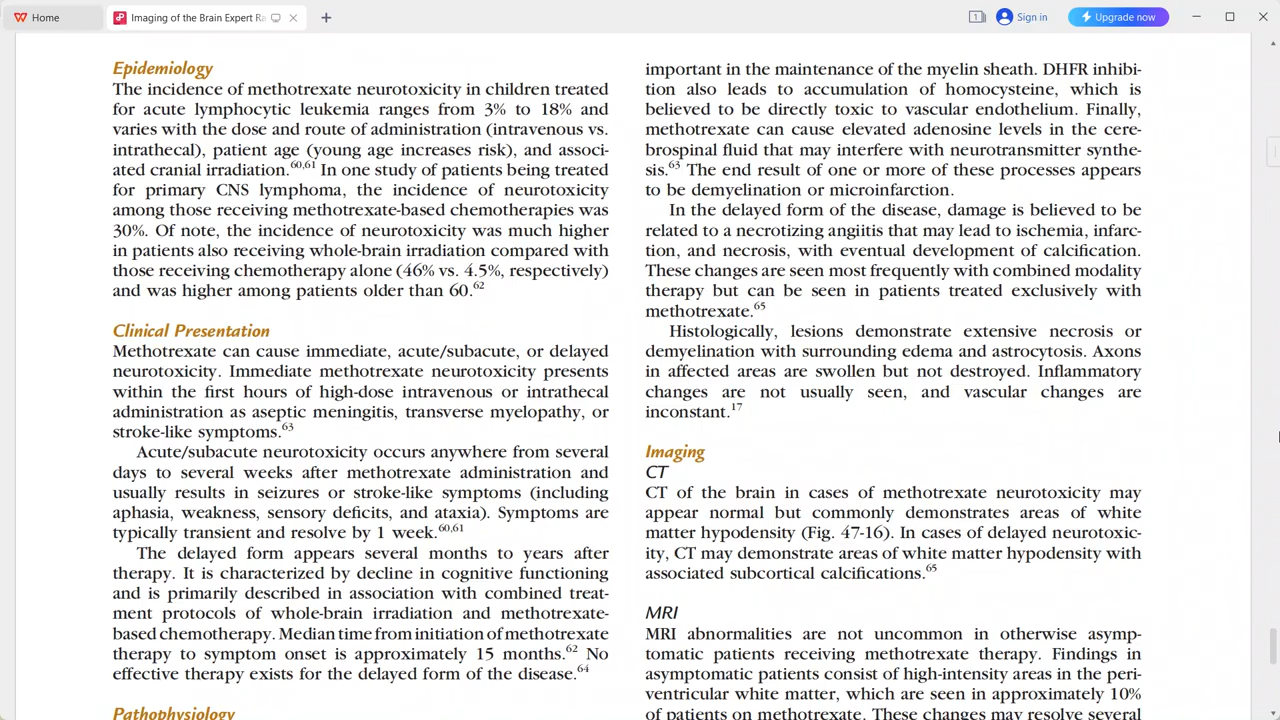 Home
Imaging of the Brain Expert Ra
1
Sign in
Upgrade now
Epidemiology
The incidence of methotrexate neurotoxicity in children treated
for acute lymphocytic leukemia ranges from 3% to 18% and
varies with the dose and route of administration (intravenous vs.
intrathecal), patient age (young age increases risk), and associ-
ated cranial irradiation.60,61 In one study of patients being treated
for primary CNS lymphoma, the incidence of neurotoxicity
among those receiving methotrexate-based chemotherapies was
30%. Of note, the incidence of neurotoxicity was much higher
in patients also receiving whole-brain irradiation compared with
those receiving chemotherapy alone (46% vs. 4.5%, respectively)
and was higher among patients older than 60.62
Clinical Presentation
Methotrexate can cause immediate, acute/subacute, or delayed
neurotoxicity. Immediate methotrexate neurotoxicity presents
within the first hours of high-dose intravenous or intrathecal
administration as aseptic meningitis, transverse myelopathy, or
stroke-like symptoms.63
Acute/subacute neurotoxicity occurs anywhere from several
days to several weeks after methotrexate administration and
usually results in seizures or stroke-like symptoms (including
aphasia, weakness, sensory deficits, and ataxia). Symptoms are
typically transient and resolve by 1 week.60,61
The delayed form appears several months to years after
therapy. It is characterized by decline in cognitive functioning
and is primarily described in association with combined treat-
ment protocols of whole-brain irradiation and methotrexate-
based chemotherapy. Median time from initiation of methotrexate
therapy to symptom onset is approximately 15 months.62 No
effective therapy exists for the delayed form of the disease.64
Pathophysiology
important in the maintenance of the myelin sheath. DHFR inhibi-
tion also leads to accumulation of homocysteine, which is
believed to be directly toxic to vascular endothelium. Finally,
methotrexate can cause elevated adenosine levels in the cere-
brospinal fluid that may interfere with neurotransmitter synthe-
sis.63 The end result of one or more of these processes appears
to be demyelination or microinfarction.
In the delayed form of the disease, damage is believed to be
related to a necrotizing angiitis that may lead to ischemia, infarc-
tion, and necrosis, with eventual development of calcification.
These changes are seen most frequently with combined modality
therapy but can be seen in patients treated exclusively with
methotrexate.65
Histologically, lesions demonstrate extensive necrosis or
demyelination with surrounding edema and astrocytosis. Axons
in affected areas are swollen but not destroyed. Inflammatory
changes are not usually seen, and vascular changes are
inconstant.17
Imaging
CT
CT of the brain in cases of methotrexate neurotoxicity may
appear normal but commonly demonstrates areas of white
matter hypodensity (Fig. 47-16). In cases of delayed neurotoxic-
ity, CT may demonstrate areas of white matter hypodensity with
associated subcortical calcifications.65
MRI
MRI abnormalities are not uncommon in otherwise asymp-
tomatic patients receiving methotrexate therapy. Findings in
asymptomatic patients consist of high-intensity areas in the peri-
ventricular white matter, which are seen in approximately 10%
of patients on methotrexate. These changes may resolve several